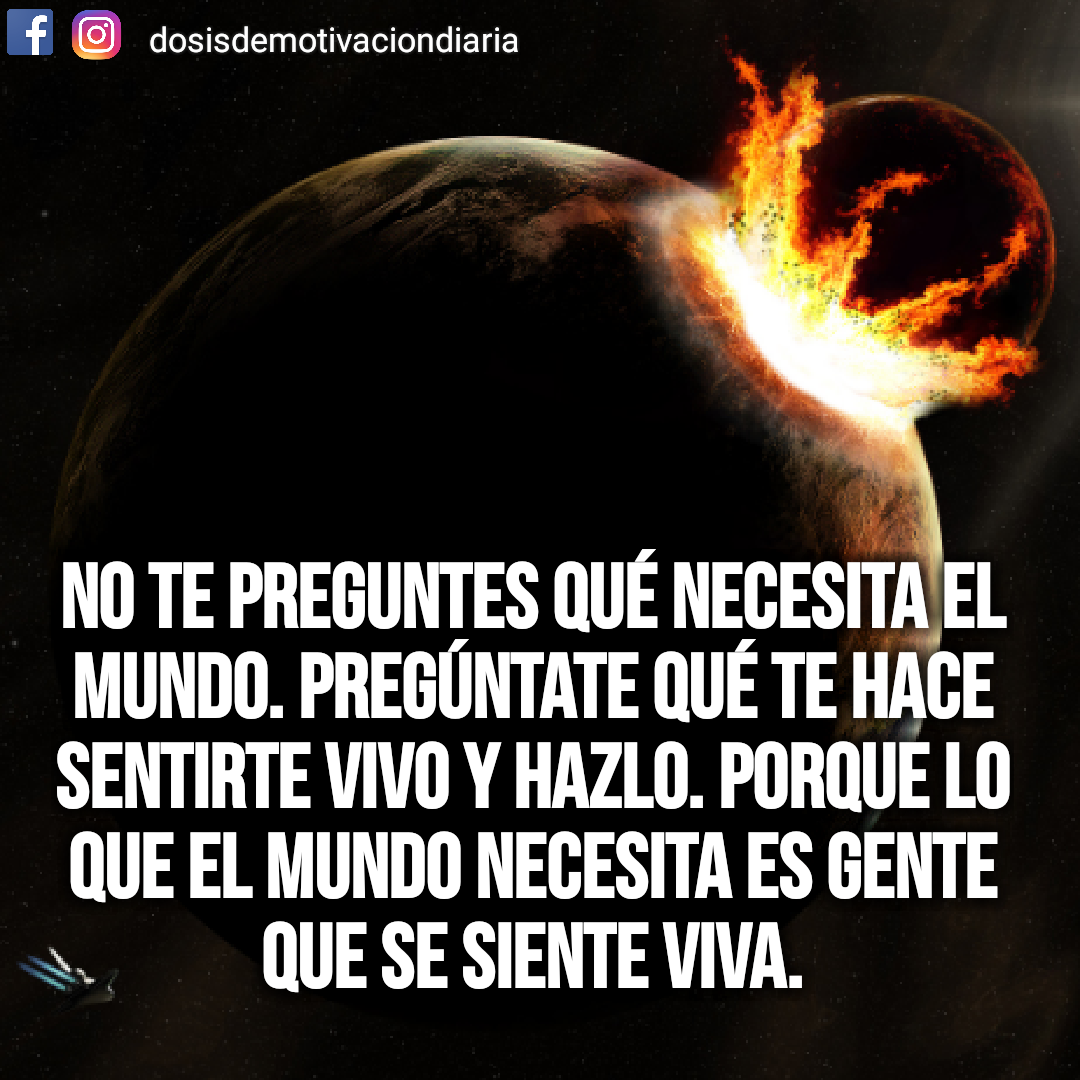 dosisdemotivaciondiaria
NO TE PREGUNTES QUÉ NECESITA EL
MUNDO. PREGÚNTATE QUÉ TE HACE
SENTIRTE VIVO Y HAZLO. PORQUE LO
QUE EL MUNDO NECESITA ES GENTE
QUE SE SIENTE VIVA.